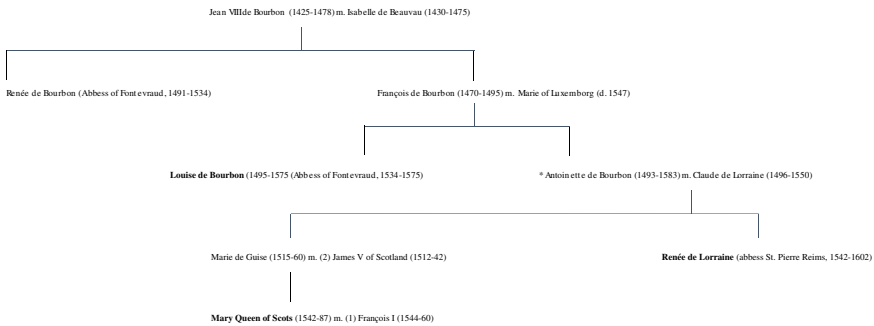 Jean VIII de Bourbon (1425-1478) m. Isabelle de Beauvau (1430-1475)
Renée de Bourbon (Abbess of Fontevraud, 1491-1534)
François de Bourbon (1470-1495) m. Marie of Luxemborg (d. 1547)
Louise de Bourbon (1495-1575 (Abbess of Fontevraud, 1534-1575)
* Antoinette de Bourbon (1493-1583) m. Claude de Lorraine (1496-1550)
Marie de Guise (1515-60) m. (2) James V of Scotland (1512-42)
Renée de Lorraine (abbess St. Pierre Reims, 1542-1602)
Mary Queen of Scots (1542-87) m. (1) François I (1544-60)